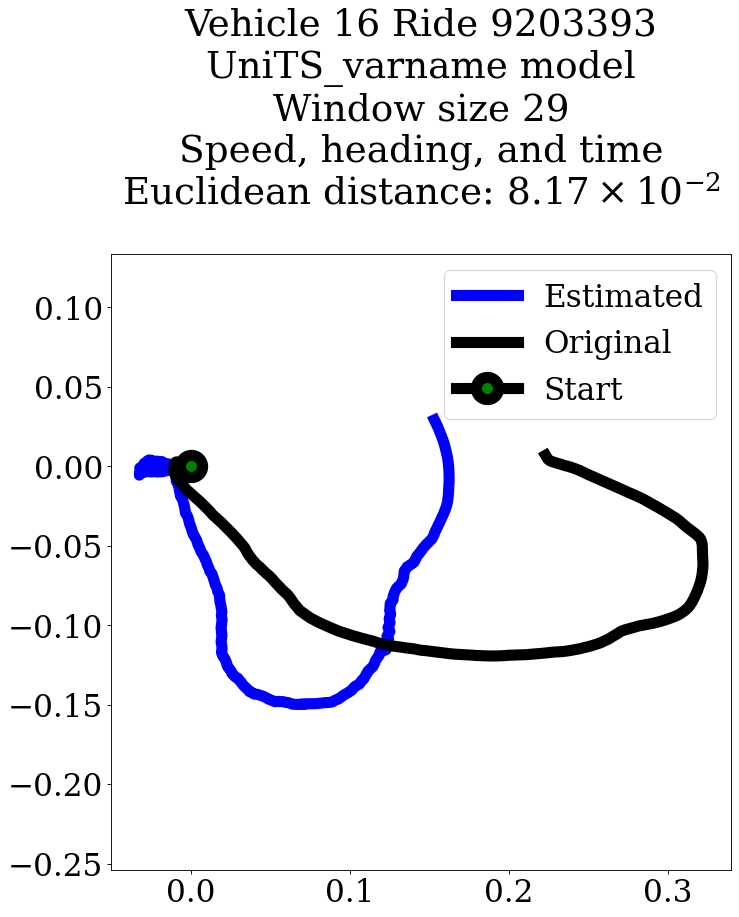 Vehicle 16 Ride 9203393
UniTS_varname model
Window size 29
Speed, heading, and time
Euclidean distance: $8.17 \times 10^{-2}$
Estimated
Original
Start
0.10
0.05
0.00
−0.05
−0.10
−0.15
−0.20
−0.25
0.0 0.1 0.2 0.3